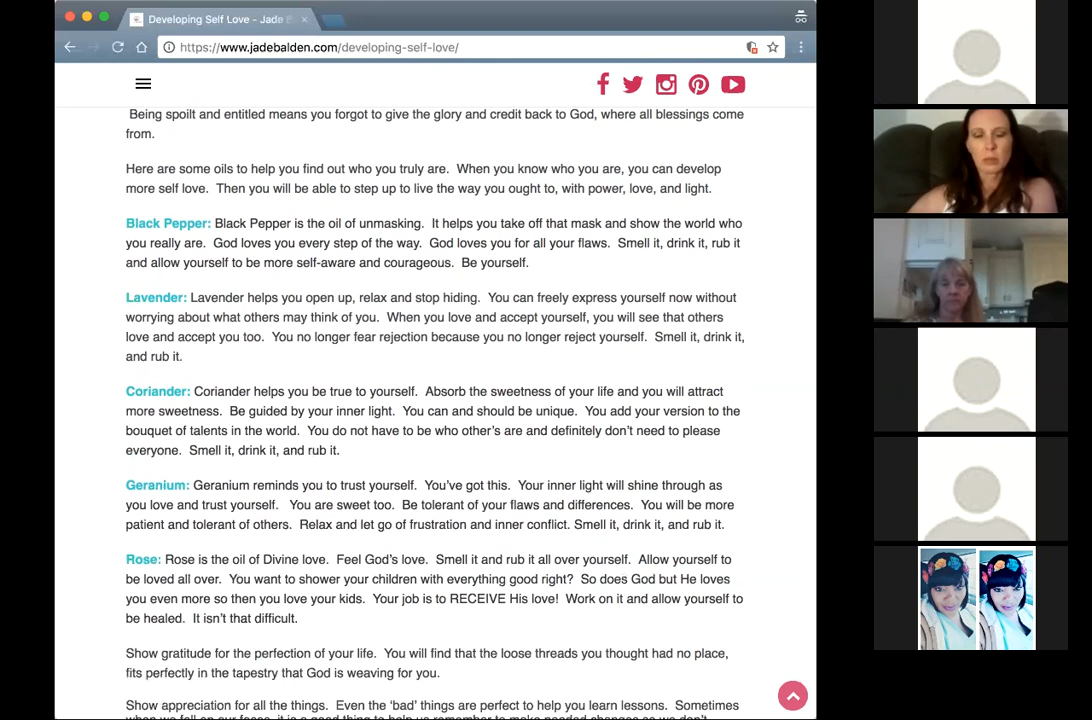 Developing Self Love - Jade B
https://www.jadebalden.com/developing-self-love/
Being spoilt and entitled means you forgot to give the glory and credit back to God, where all blessings come
from.
Here are some oils to help you find out who you truly are. When you know who you are, you can develop
more self love. Then you will be able to step up to live the way you ought to, with power, love, and light.
Black Pepper: Black Pepper is the oil of unmasking. It helps you take off that mask and show the world who
you really are. God loves you every step of the way. God loves you for all your flaws. Smell it, drink it, rub it
and allow yourself to be more self-aware and courageous. Be yourself.
Lavender: Lavender helps you open up, relax and stop hiding. You can freely express yourself now without
worrying about what others may think of you. When you love and accept yourself, you will see that others
love and accept you too. You no longer fear rejection because you no longer reject yourself. Smell it, drink it,
and rub it.
Coriander: Coriander helps you be true to yourself. Absorb the sweetness of your life and you will attract
more sweetness. Be guided by your inner light. You can and should be unique. You add your version to the
bouquet of talents in the world. You do not have to be who other's are and definitely don't need to please
everyone. Smell it, drink it, and rub it.
Geranium: Geranium reminds you to trust yourself. You've got this. Your inner light will shine through as
you love and trust yourself. You are sweet too. Be tolerant of your flaws and differences. You will be more
patient and tolerant of others. Relax and let go of frustration and inner conflict. Smell it, drink it, and rub it.
Rose: Rose is the oil of Divine love. Feel God's love. Smell it and rub it all over yourself. Allow yourself to
be loved all over. You want to shower your children with everything good right? So does God but He loves
you even more so then you love your kids. Your job is to RECEIVE His love! Work on it and allow yourself to
be healed. It isn't that difficult.
Show gratitude for the perfection of your life. You will find that the loose threads you thought had no place,
fits perfectly in the tapestry that God is weaving for you.
Show appreciation for all the things. Even the 'bad' things are perfect to help you learn lessons. Sometimes
when we fall on our faces, it is a good thing to help us remember to make needed changes so we don't